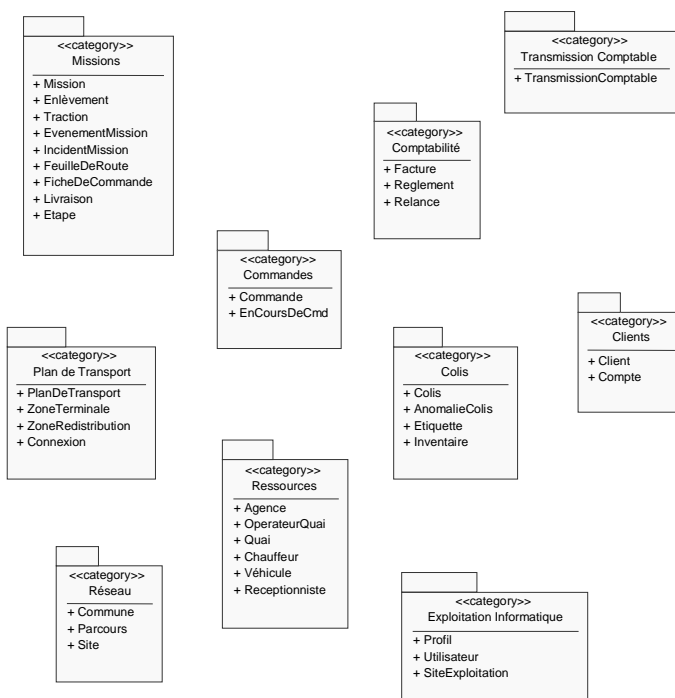 <<category>>
Missions
+ Mission
+ Enlèvement
+ Traction
+ EvenementMission
+ IncidentMission
+ FeuilleDeRoute
+ FicheDeCommande
+ Livraison
+ Etape
<<category>>
Transmission Comptable
+ TransmissionComptable
<<category>>
Comptabilité
+ Facture
+ Reglement
+ Relance
<<category>>
Commandes
+ Commande
+ EnCoursDeCmd
<<category>>
Clients
+ Client
+ Compte
<<category>>
Plan de Transport
+ PlanDeTransport
+ ZoneTerminale
+ ZoneRedistribution
+ Connexion
<<category>>
Colis
+ Colis
+ AnomalieColis
+ Etiquette
+ Inventaire
<<category>>
Ressources
+ Agence
+ OperateurQuai
+ Quai
+ Chauffeur
+ Véhicule
+ Receptionniste
<<category>>
Réseau
+ Commune
+ Parcours
+ Site
<<category>>
Exploitation Informatique
+ Profil
+ Utilisateur
+ SiteExploitation